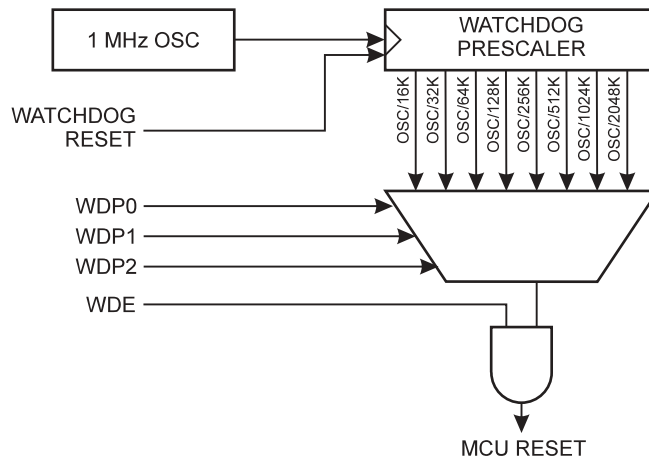 1 MHz OSC
WATCHDOG
PRESCALER
WATCHDOG
RESET
OSC/16K
OSC/32K
OSC/64K
OSC/128K
OSC/256K
OSC/512K
OSC/1024K
OSC/2048K
WDP0
WDP1
WDP2
WDE
MCU RESET